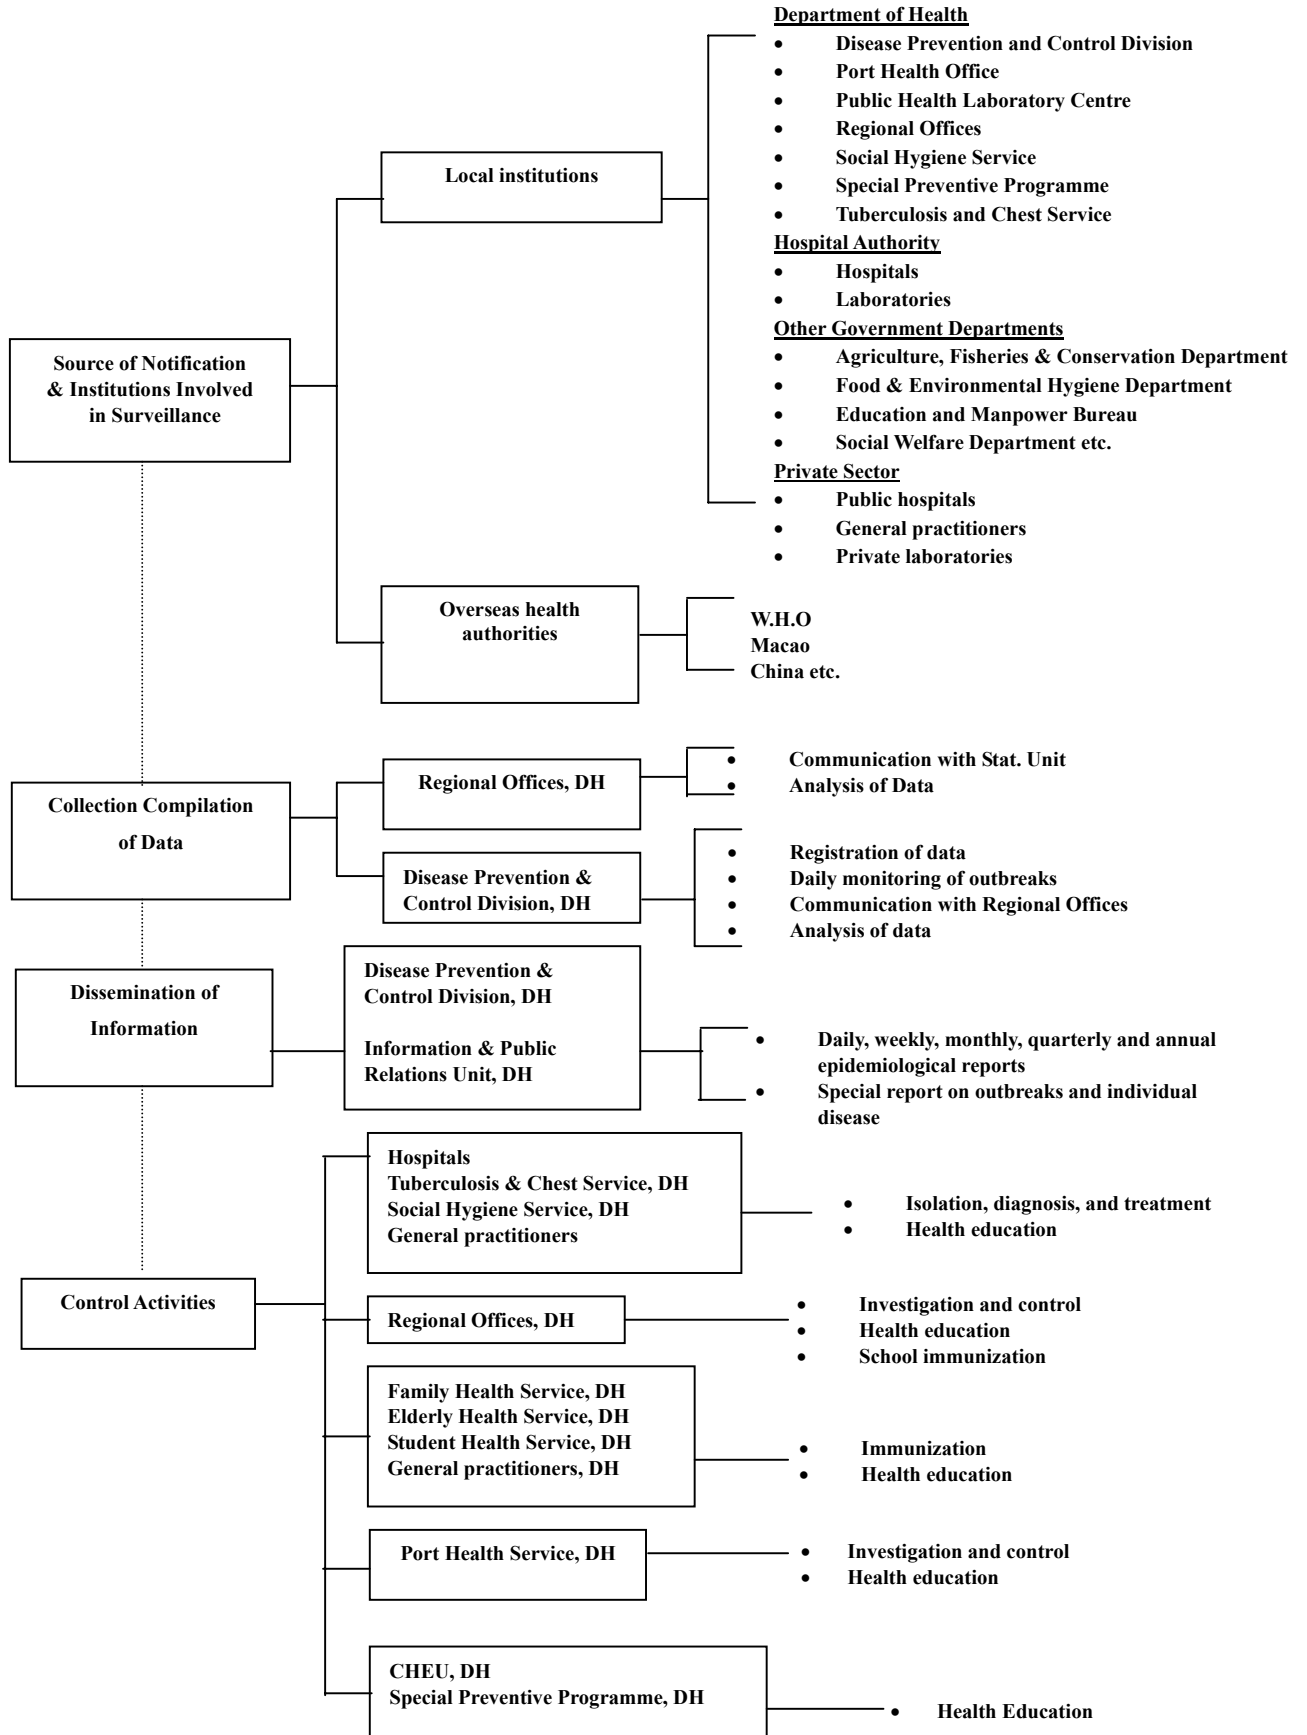 Department of Health
• Disease Prevention and Control Division
• Port Health Office
• Public Health Laboratory Centre
• Regional Offices
• Social Hygiene Service
• Special Preventive Programme
• Tuberculosis and Chest Service
Hospital Authority
• Hospitals
• Laboratories
Other Government Departments
• Agriculture, Fisheries & Conservation Department
• Food & Environmental Hygiene Department
• Education and Manpower Bureau
• Social Welfare Department etc.
Private Sector
• Public hospitals
• General practitioners
• Private laboratories
Local institutions
Source of Notification
& Institutions Involved
in Surveillance
Overseas health
authorities
W.H.O
Macao
China etc.
Collection Compilation
of Data
Regional Offices, DH
• Communication with Stat. Unit
• Analysis of Data
Disease Prevention &
Control Division, DH
• Registration of data
• Daily monitoring of outbreaks
• Communication with Regional Offices
• Analysis of data
Dissemination of
Information
Disease Prevention &
Control Division, DH
Information & Public
Relations Unit, DH
• Daily, weekly, monthly, quarterly and annual
epidemiological reports
• Special report on outbreaks and individual
disease
Control Activities
Hospitals
Tuberculosis & Chest Service, DH
Social Hygiene Service, DH
General practitioners
• Isolation, diagnosis, and treatment
• Health education
Regional Offices, DH
• Investigation and control
• Health education
• School immunization
Family Health Service, DH
Elderly Health Service, DH
Student Health Service, DH
General practitioners, DH
• Immunization
• Health education
Port Health Service, DH
• Investigation and control
• Health education
CHEU, DH
Special Preventive Programme, DH
• Health Education